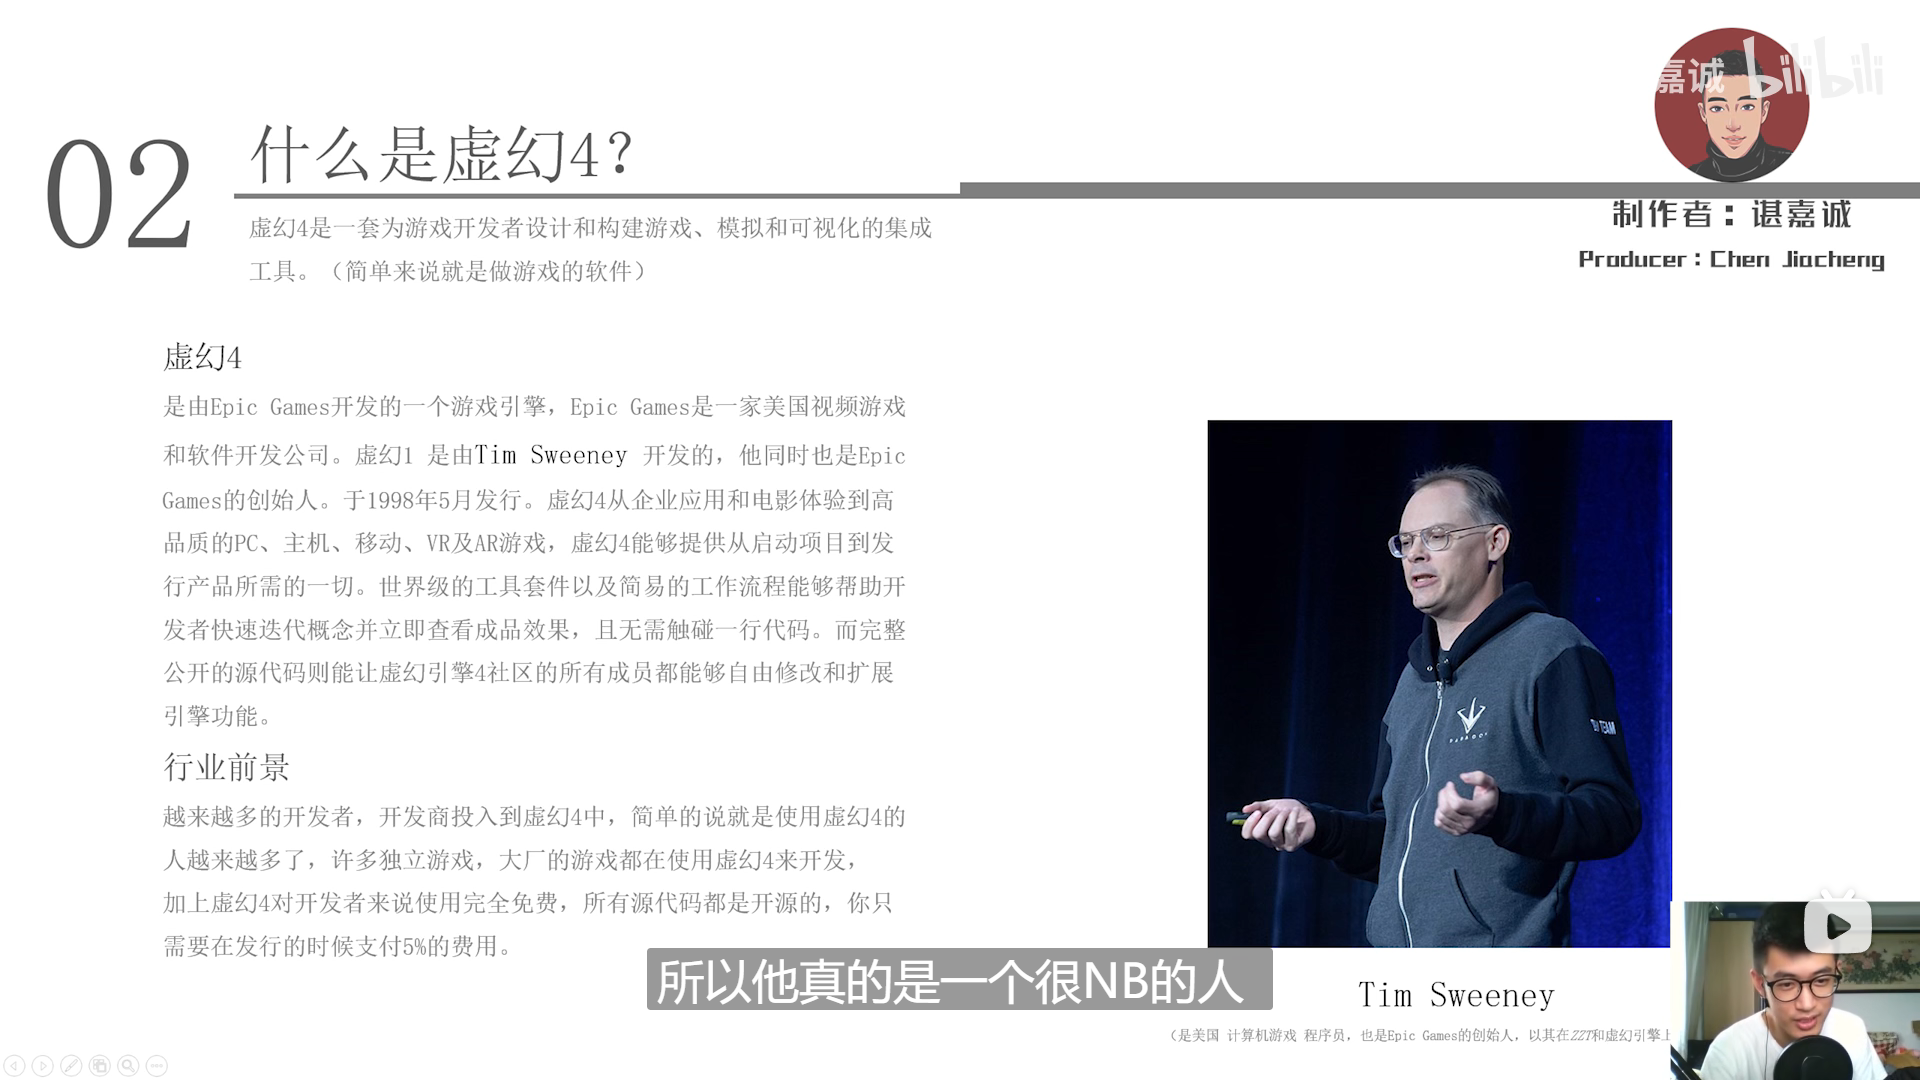 嘉诚 bilibili
02
什么是虚幻4？
虚幻4是一套为游戏开发者设计和构建游戏、模拟和可视化的集成
工具。（简单来说就是做游戏的软件）
制作者：谌嘉诚
Producer：Chen Jiacheng
虚幻4
是由Epic Games开发的一个游戏引擎，Epic Games是一家美国视频游戏
和软件开发公司。虚幻1 是由Tim Sweeney 开发的，他同时也是Epic
Games的创始人。于1998年5月发行。虚幻4从企业应用和电影体验到高
品质的PC、主机、移动、VR及AR游戏，虚幻4能够提供从启动项目到发
行产品所需的一切。世界级的工具套件以及简易的工作流程能够帮助开
发者快速迭代概念并立即查看成品效果，且无需触碰一行代码。而完整
公开的源代码则能让虚幻引擎4社区的所有成员都能够自由修改和扩展
引擎功能。
行业前景
越来越多的开发者，开发商投入到虚幻4中，简单的说就是使用虚幻4的
人越来越多了，许多独立游戏，大厂的游戏都在使用虚幻4来开发，
加上虚幻4对开发者来说使用完全免费，所有源代码都是开源的，你只
需要在发行的时候支付5%的费用。
TEAM
所以他真的是一个很NB的人
Tim Sweeney
（是美国 计算机游戏 程序员，也是Epic Games的创始人，以其在ZZT和虚幻引擎上